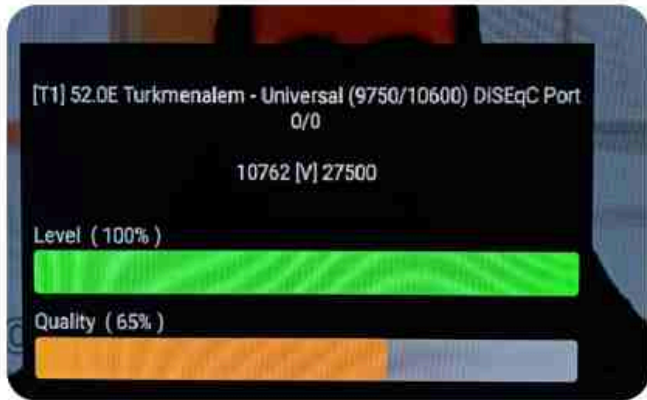 [T1] 52.0E Turkmenalem - Universal (9750/10600) DISEqC Port
0/0
10762 [V] 27500
Level ( 100% )
Quality ( 65% )